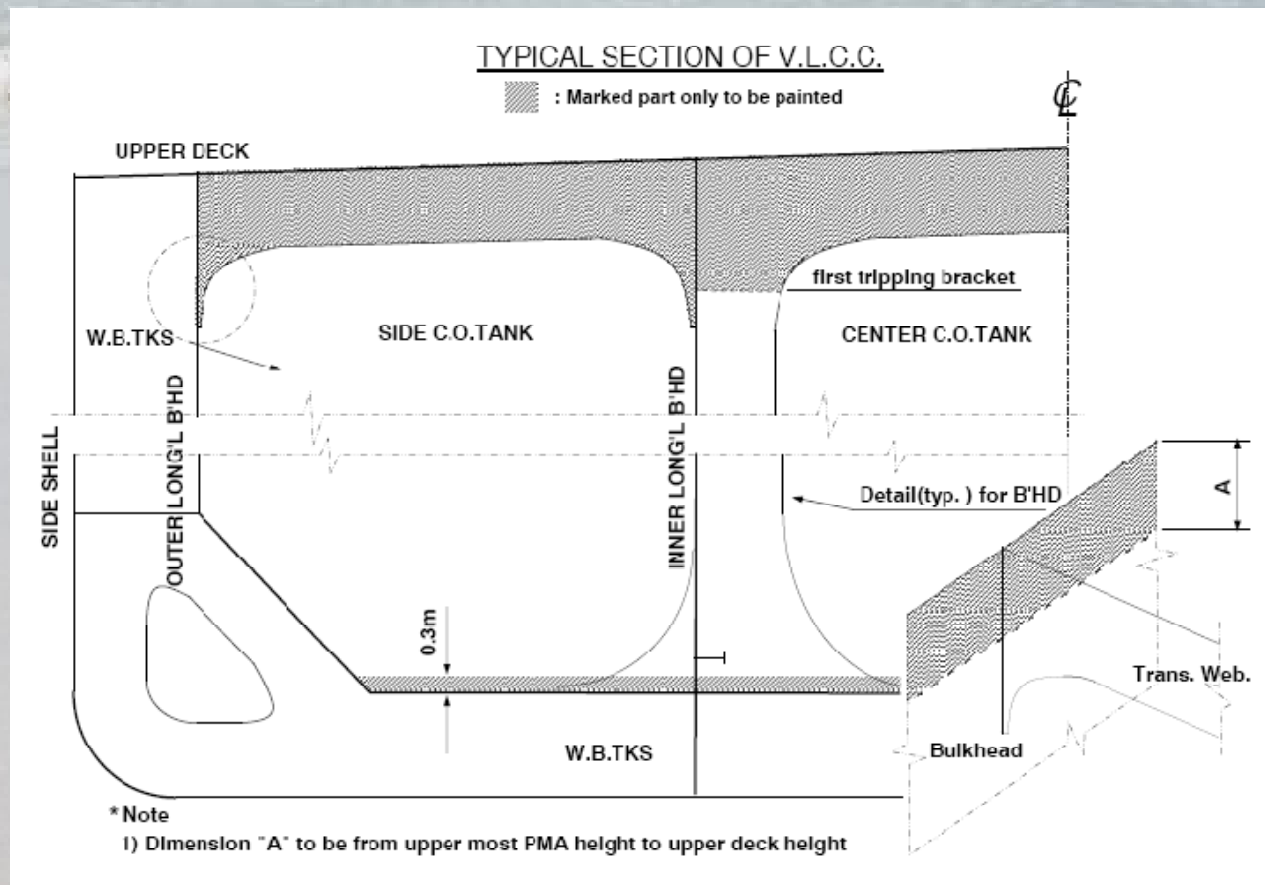 TYPICAL SECTION OF V.L.C.C.
: Marked part only to be painted
C
L
UPPER DECK
first tripping bracket
W.B.TKS
SIDE C.O.TANK
CENTER C.O.TANK
SIDE SHELL
OUTER LONG'L B'HD
INNER LONG'L B'HD
Detail(typ. ) for B'HD
A
0.3m
Trans. Web.
Bulkhead
W.B.TKS
*Note
1) Dimension "A" to be from upper most PMA height to upper deck height